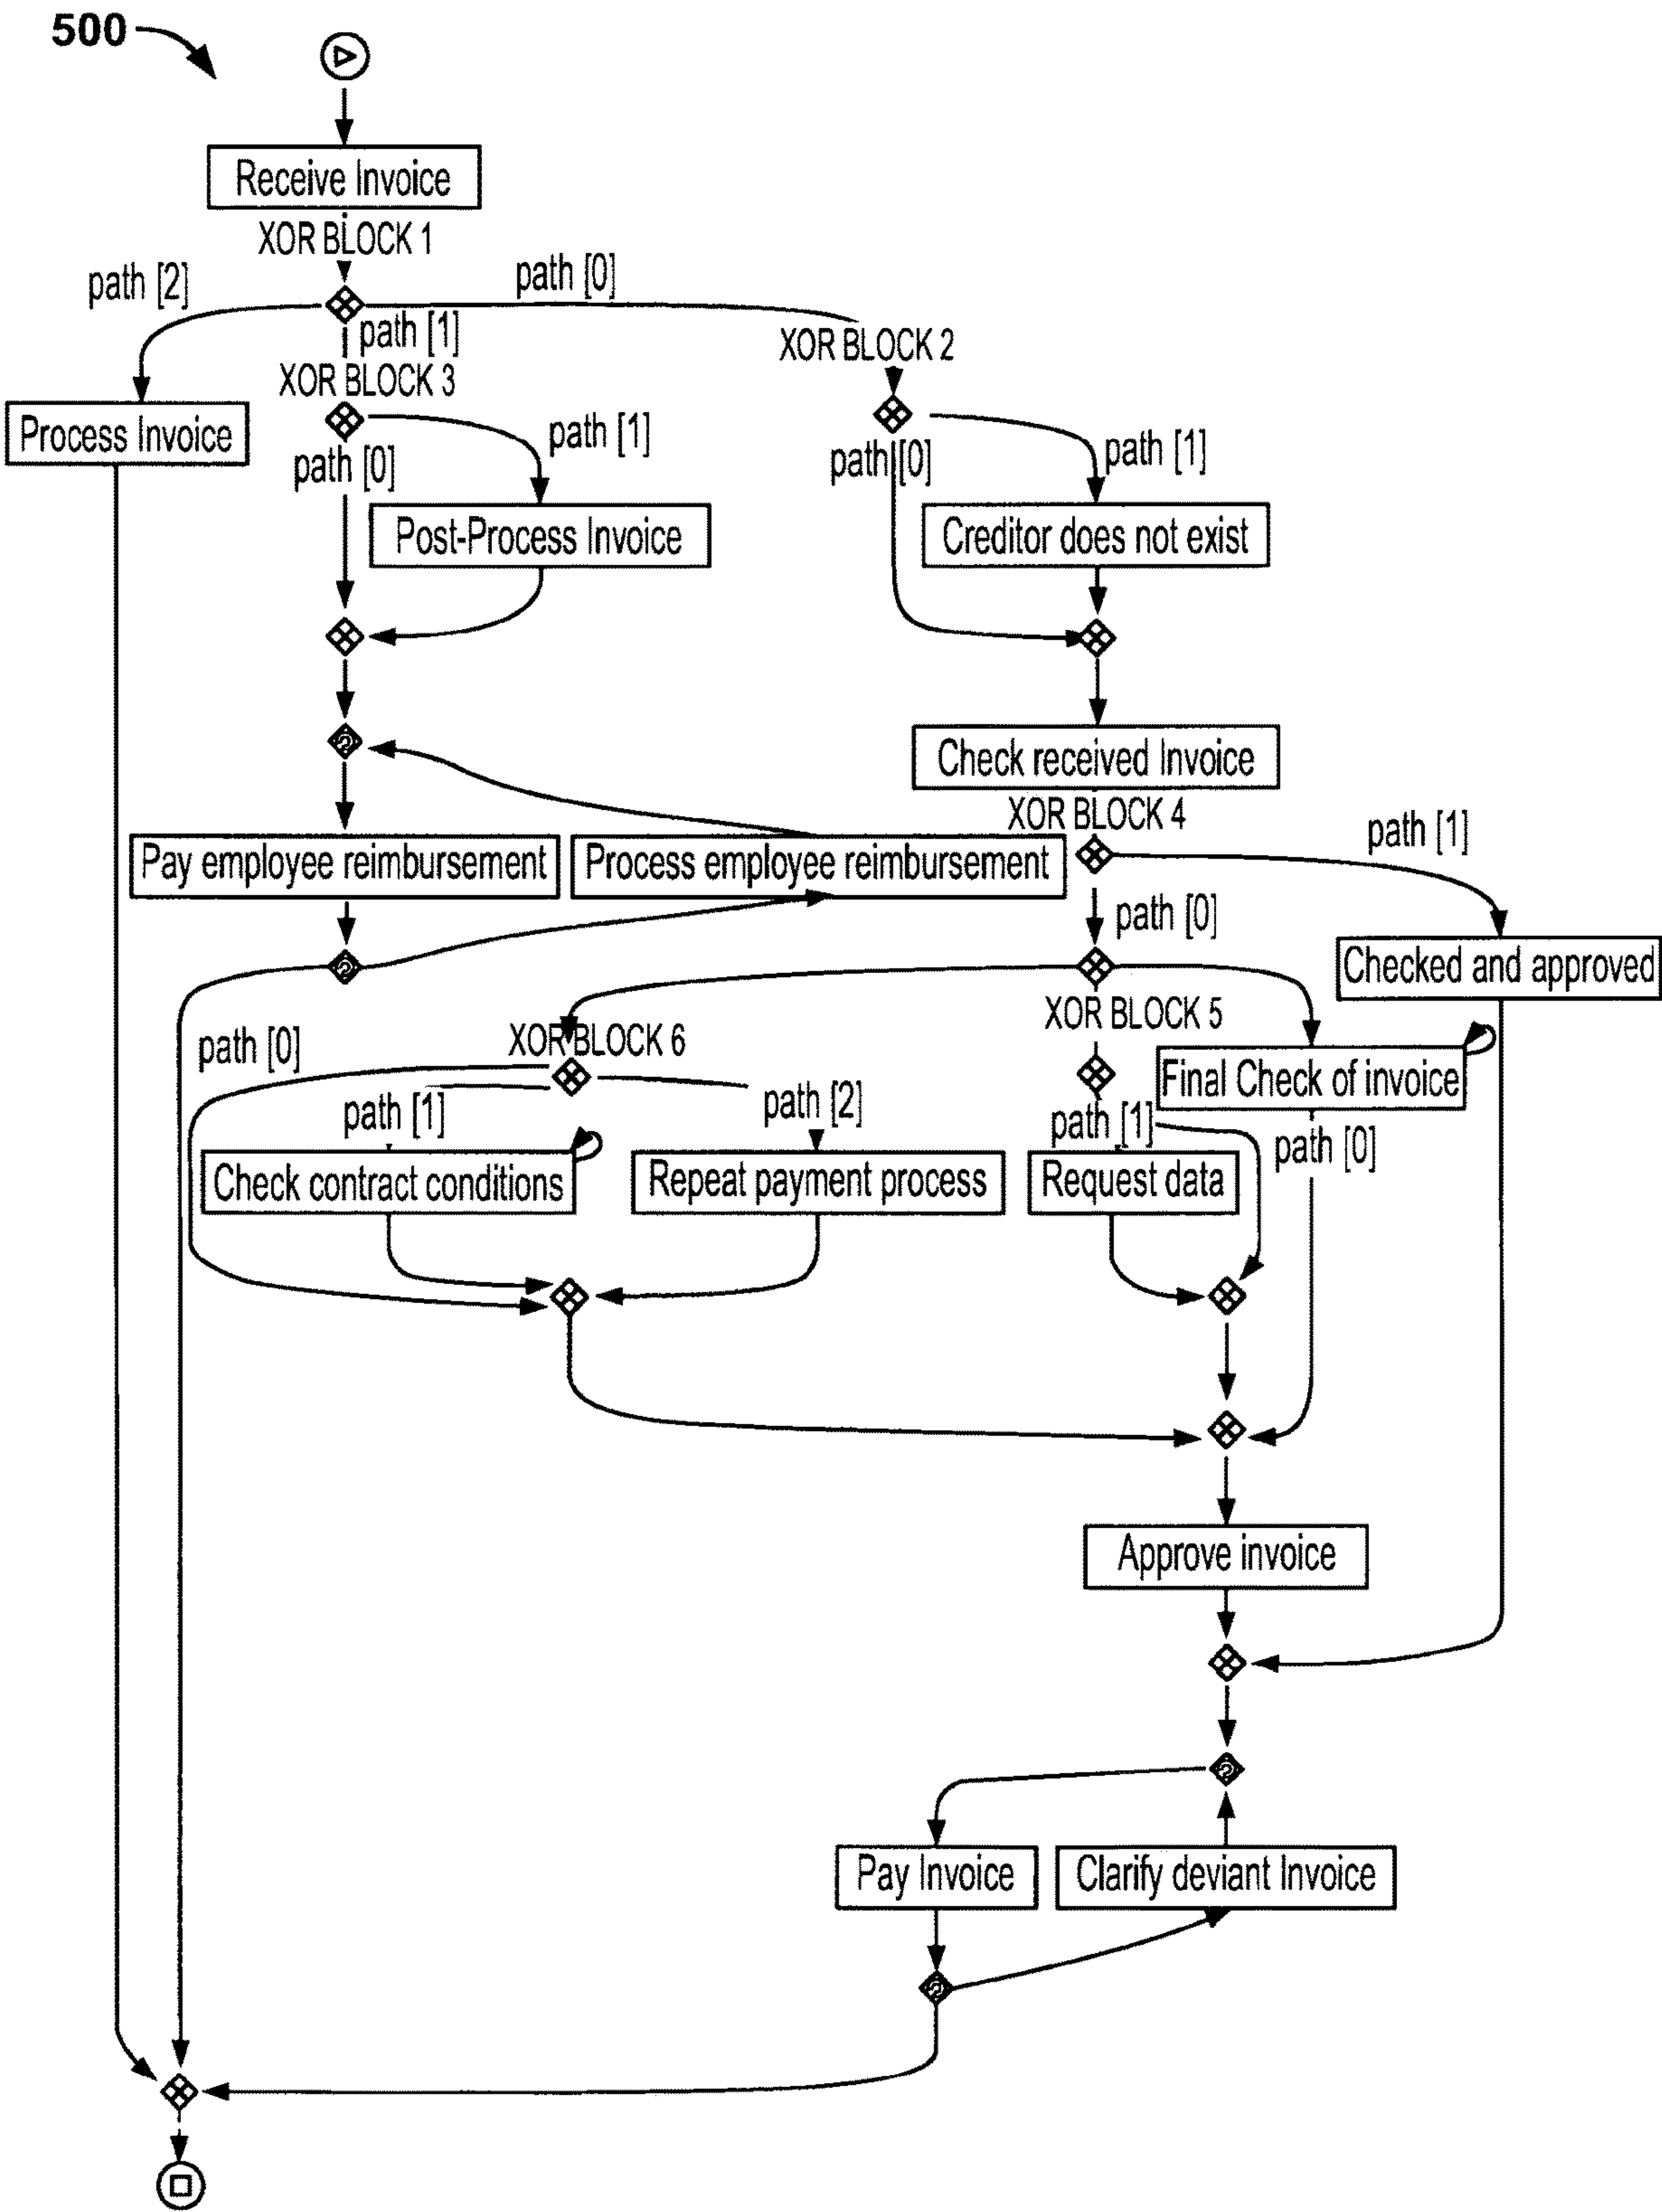 500
Receive Invoice
XOR BLOCK 1
path [2]
path [0]
path [1]
XOR BLOCK 2
XOR BLOCK 3
Process Invoice
path [0]
path [1]
path [0]
path [1]
Post-Process Invoice
Creditor does not exist
Check received Invoice
XOR BLOCK 4
path [1]
Pay employee reimbursement
Process employee reimbursement
path [0]
Checked and approved
XOR BLOCK 5
path [0]
XOR BLOCK 6
Final Check of invoice
path [1]
path [2]
path [1]
path [0]
Check contract conditions
Repeat payment process
Request data
Approve invoice
Pay Invoice
Clarify deviant Invoice